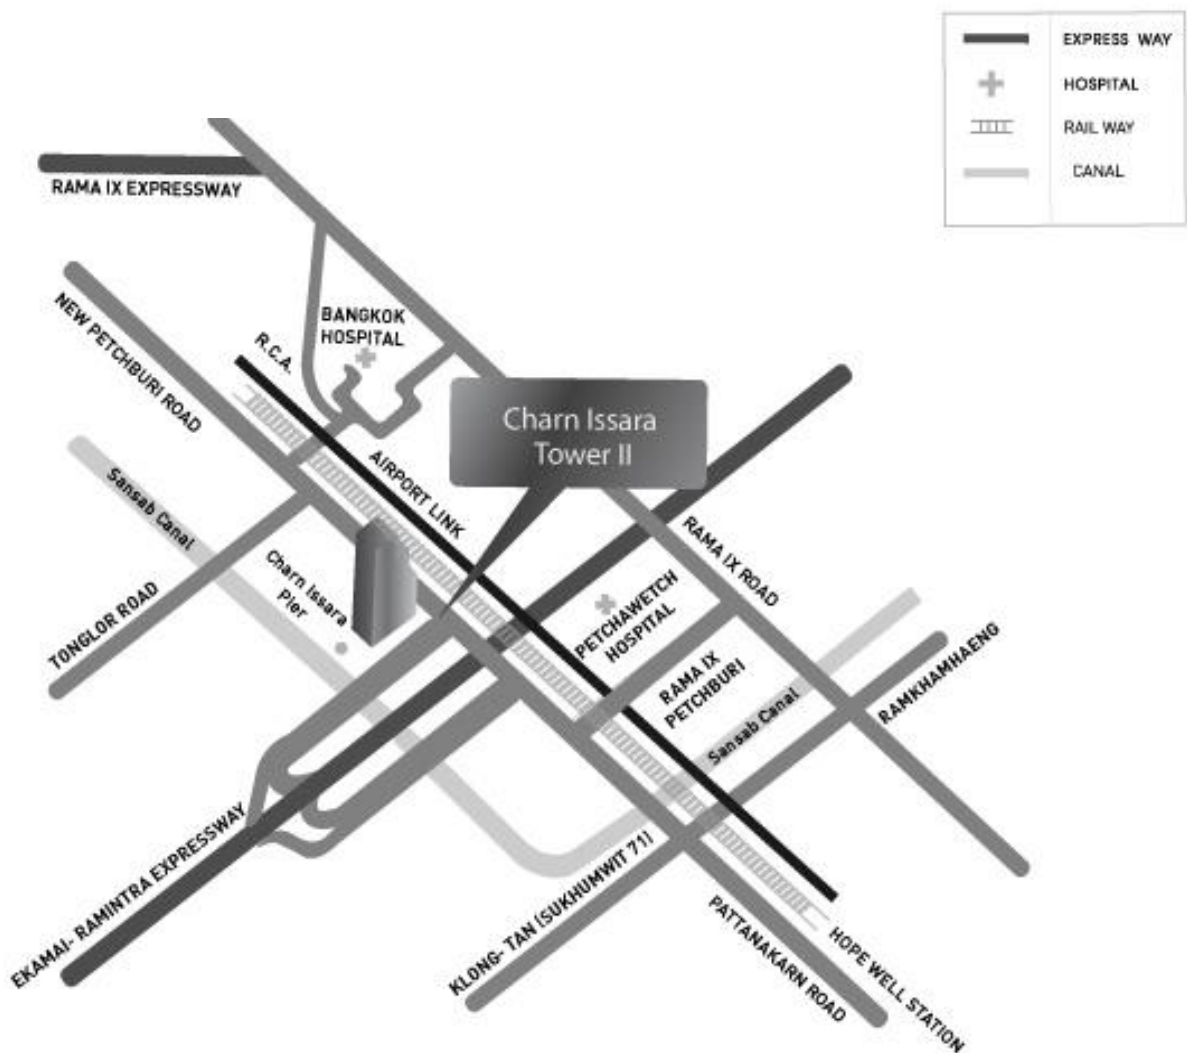 EXPRESS WAY
HOSPITAL
RAIL WAY
CANAL
RAMA IX EXPRESSWAY
NEW PETCHBURI ROAD
R.C.A.
BANGKOK
HOSPITAL
Charn Issara
Tower II
AIRPORT LINK
Sansab Canal
Charn Issara
Pier
TONGLOR ROAD
RAMA IX ROAD
PETCHAWETCH
HOSPITAL
RAMA IX
PETCHBURI
Sansab Canal
RAMKHAMHAENG
EKAMAI- RAMINTRA EXPRESSWAY
KLONG- TAN (SUKHUMWIT 71)
PATTANAKARN ROAD
HOPE WELL STATION